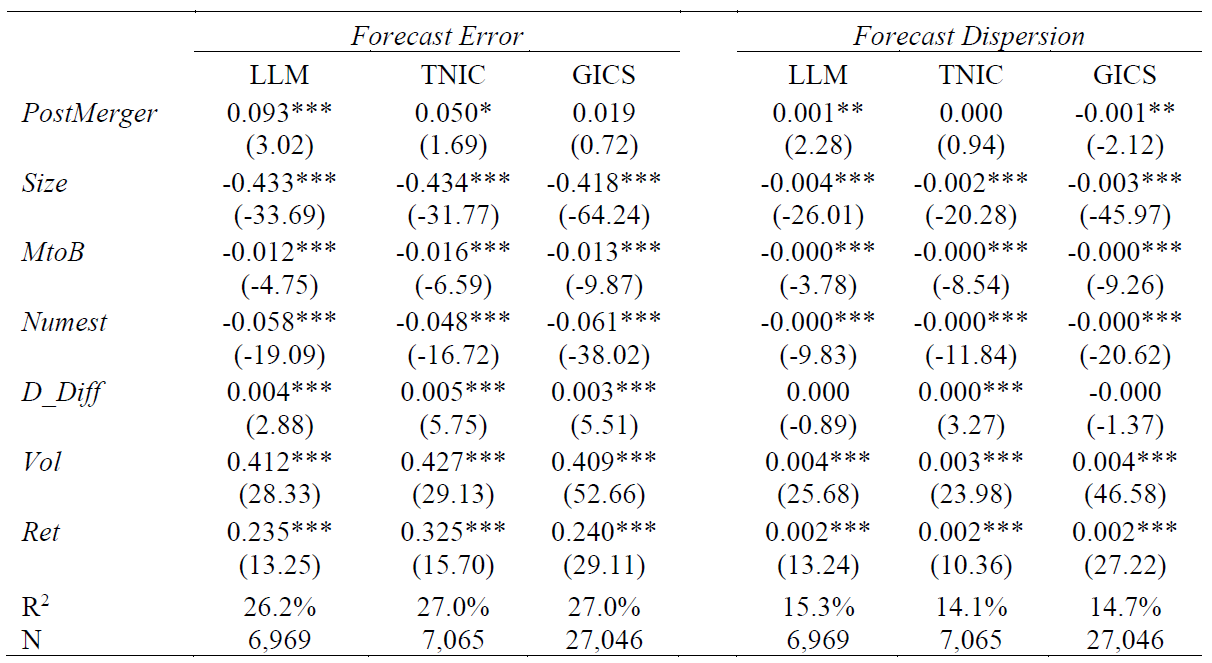 Forecast Error Forecast Dispersion
LLM TNIC GICS LLM TNIC GICS
PostMerger 0.093*** 0.050* 0.019 0.001** 0.000 -0.001**
(3.02) (1.69) (0.72) (2.28) (0.94) (-2.12)
Size -0.433*** -0.434*** -0.418*** -0.004*** -0.002*** -0.003***
(-33.69) (-31.77) (-64.24) (-26.01) (-20.28) (-45.97)
MtoB -0.012*** -0.016*** -0.013*** -0.000*** -0.000*** -0.000***
(-4.75) (-6.59) (-9.87) (-3.78) (-8.54) (-9.26)
Numest -0.058*** -0.048*** -0.061*** -0.000*** -0.000*** -0.000***
(-19.09) (-16.72) (-38.02) (-9.83) (-11.84) (-20.62)
D_Diff 0.004*** 0.005*** 0.003*** 0.000 0.000*** -0.000
(2.88) (5.75) (5.51) (-0.89) (3.27) (-1.37)
Vol 0.412*** 0.427*** 0.409*** 0.004*** 0.003*** 0.004***
(28.33) (29.13) (52.66) (25.68) (23.98) (46.58)
Ret 0.235*** 0.325*** 0.240*** 0.002*** 0.002*** 0.002***
(13.25) (15.70) (29.11) (13.24) (10.36) (27.22)
R² 26.2% 27.0% 27.0% 15.3% 14.1% 14.7%
N 6,969 7,065 27,046 6,969 7,065 27,046